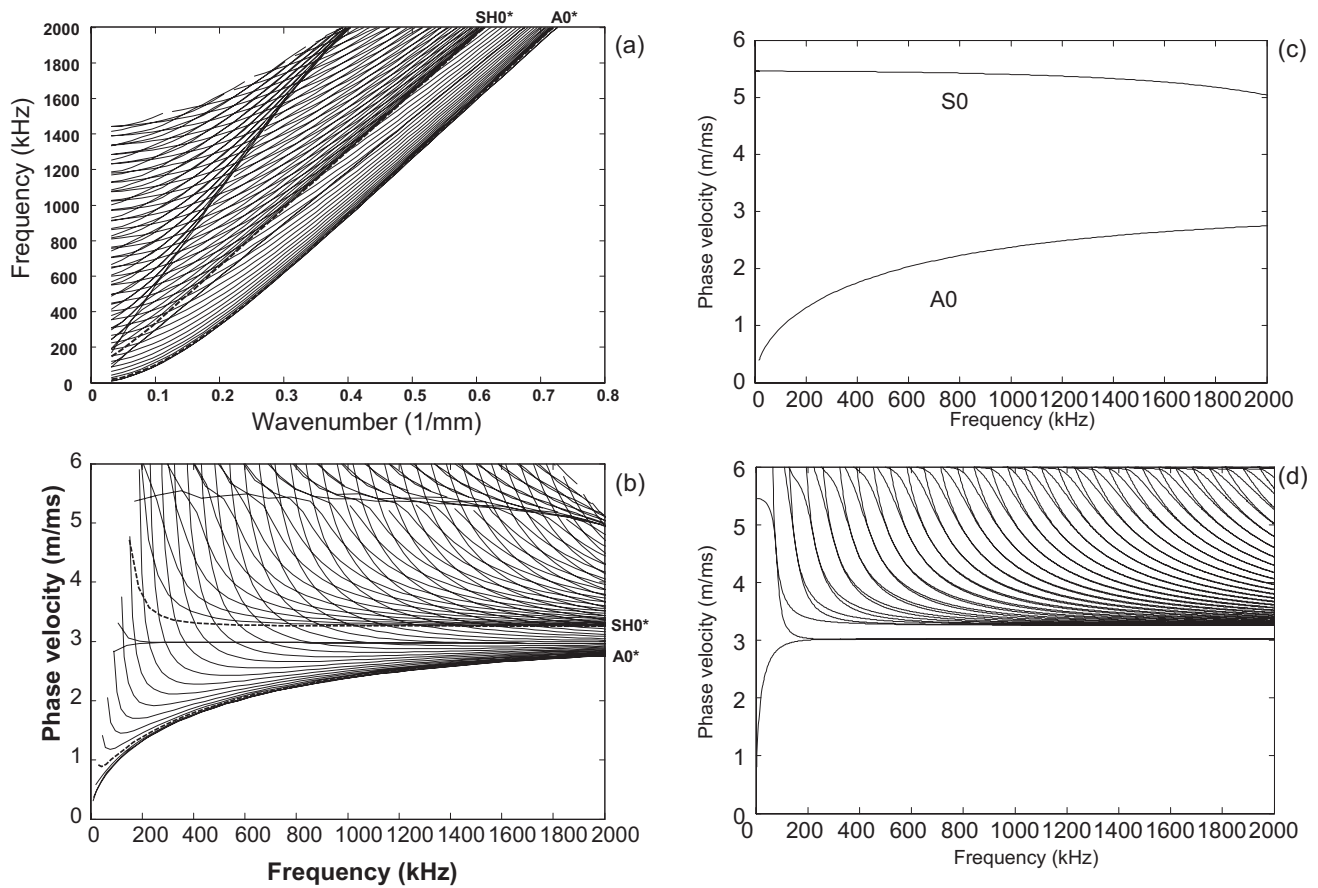 SH0* A0*
(a)
2000
1800
1600
1400
1200
1000
800
600
400
200
0
Frequency (kHz)
0 0.1 0.2 0.3 0.4 0.5 0.6 0.7 0.8
Wavenumber (1/mm)
(c)
6
5
4
3
2
1
0
Phase velocity (m/ms)
S0
A0
0 200 400 600 800 1000 1200 1400 1600 1800 2000
Frequency (kHz)
(b)
6
5
4
3
2
1
0
Phase velocity (m/ms)
SH0*
A0*
0 200 400 600 800 1000 1200 1400 1600 1800 2000
Frequency (kHz)
(d)
6
5
4
3
2
1
0
Phase velocity (m/ms)
0 200 400 600 800 1000 1200 1400 1600 1800 2000
Frequency (kHz)